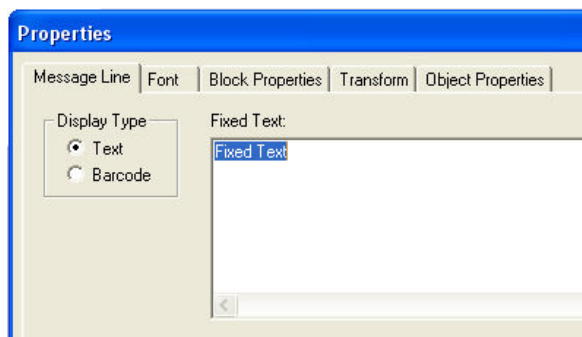 Properties
Message Line Font Block Properties Transform Object Properties
Display Type
Text
Barcode
Fixed Text:
Fixed Text